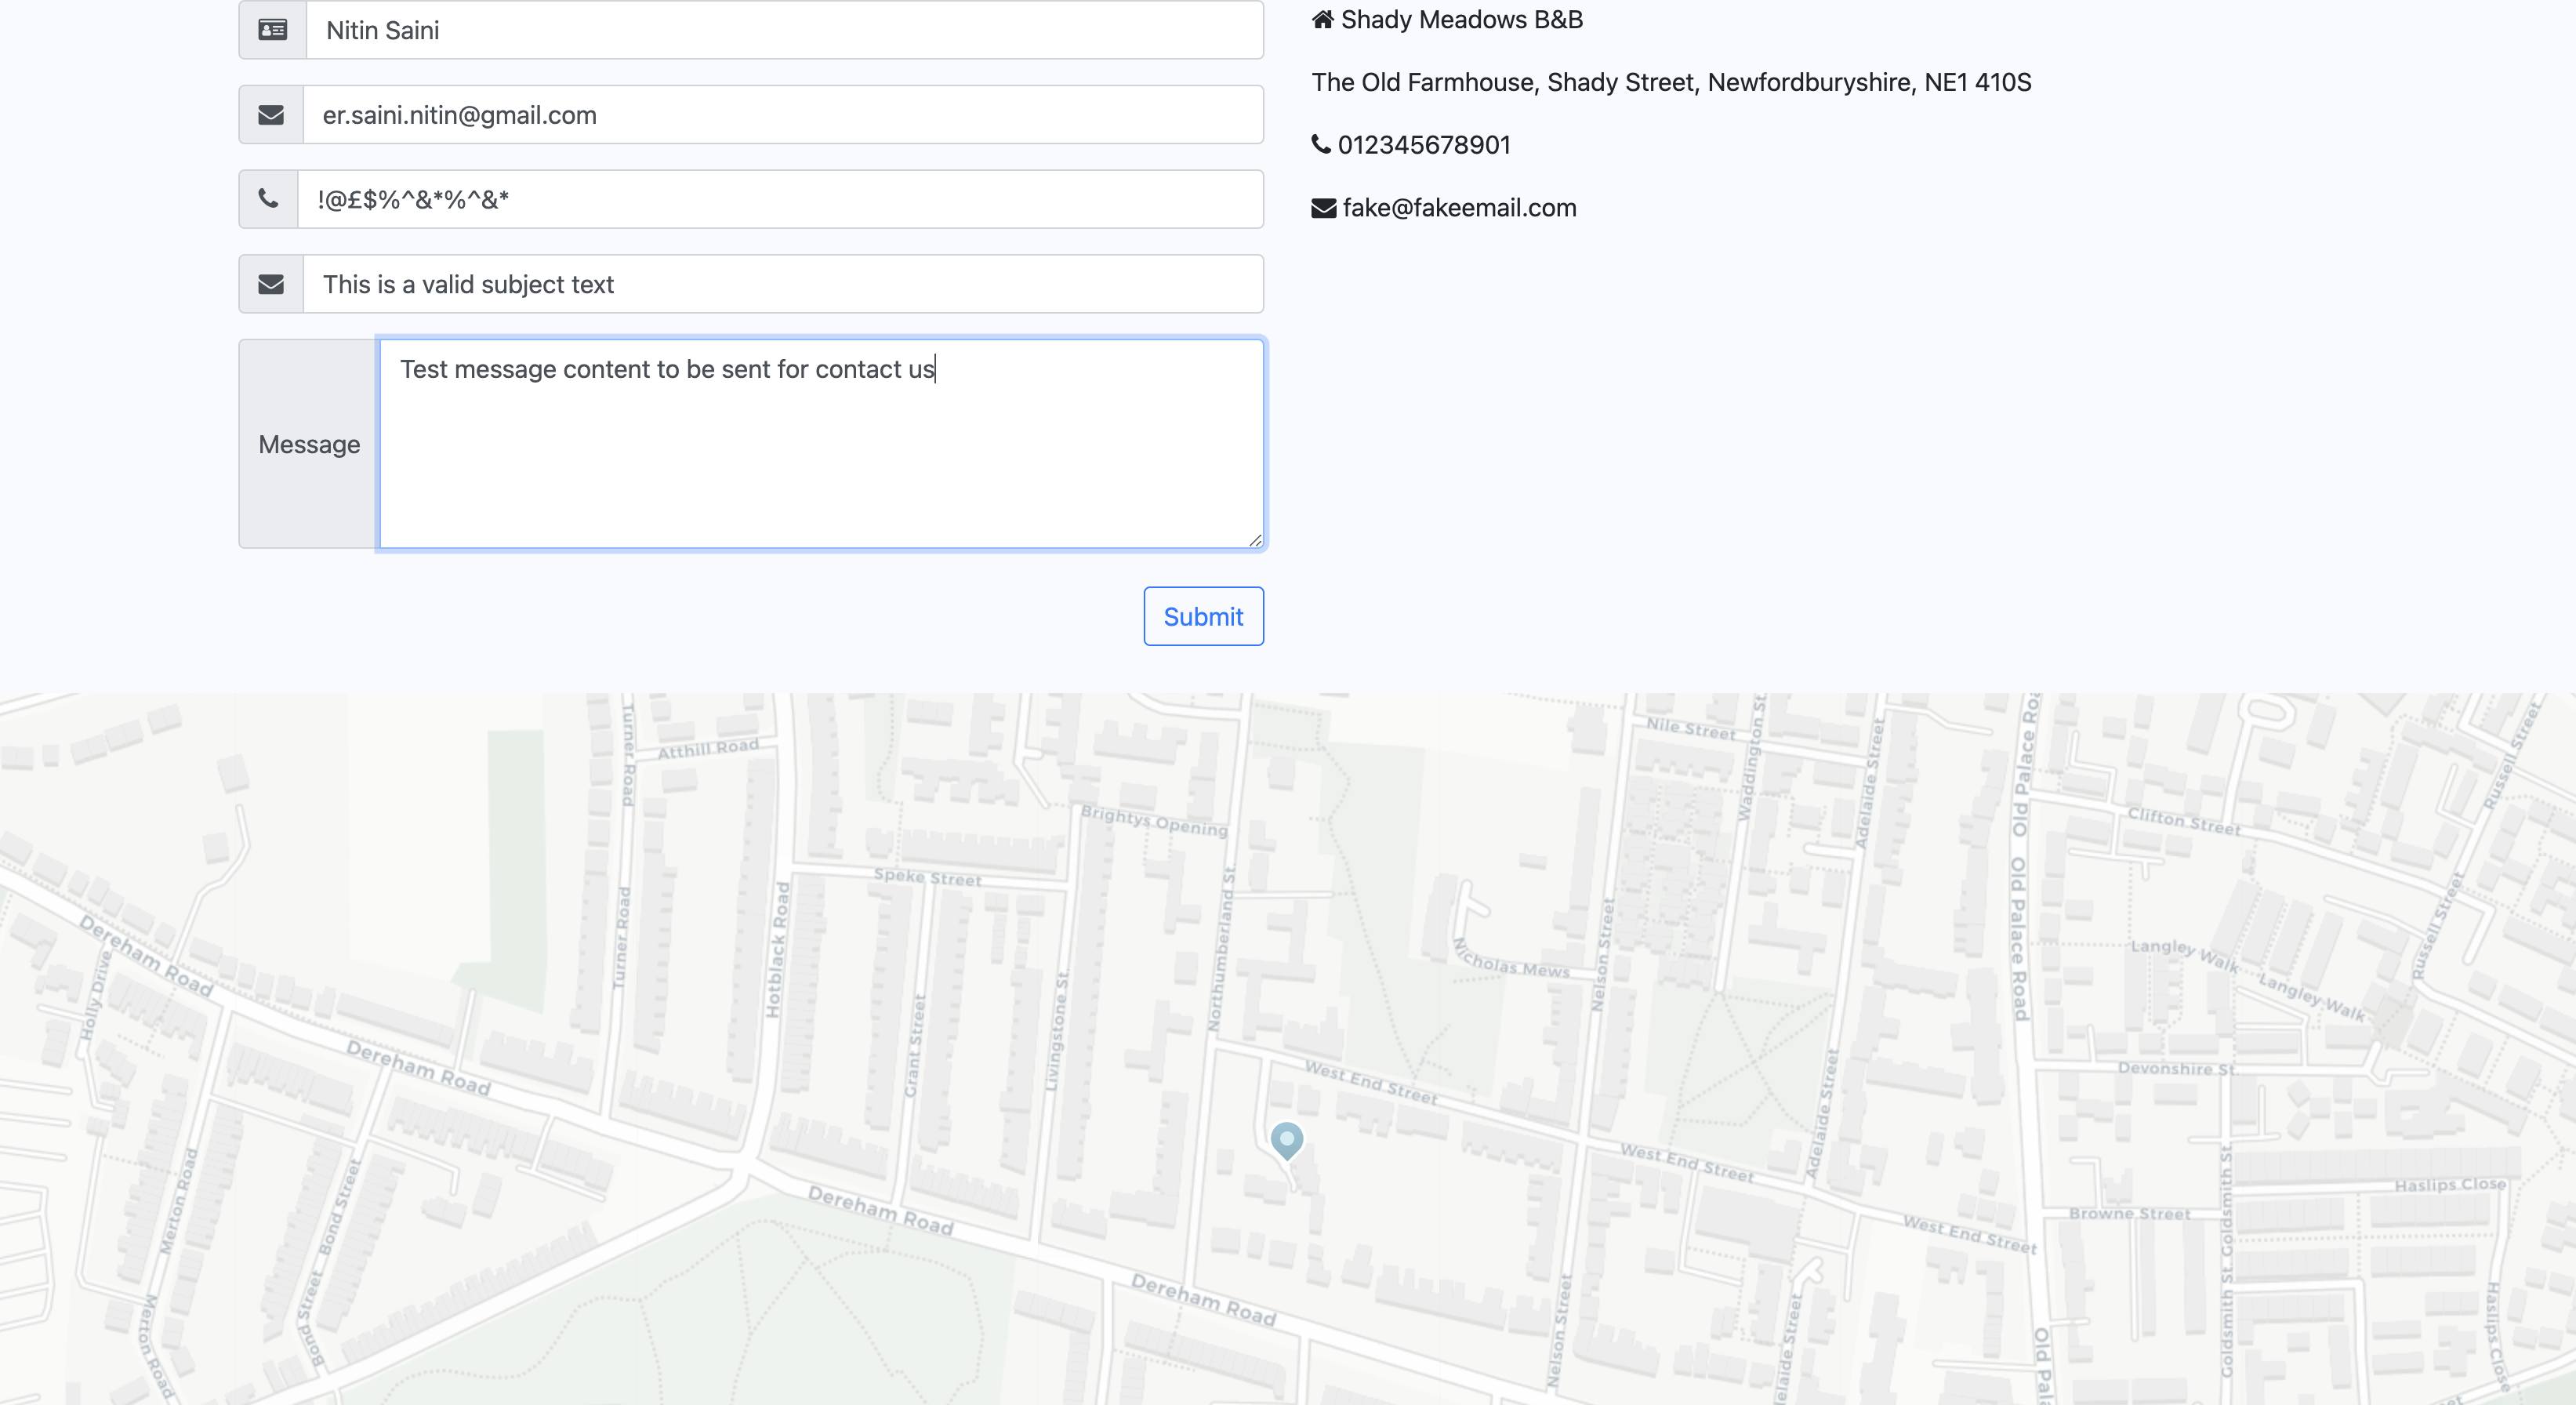 Nitin Saini
er.saini.nitin@gmail.com
!@£$%^&*%^&*
This is a valid subject text
Message
Test message content to be sent for contact us
Submit
Shady Meadows B&B
The Old Farmhouse, Shady Street, Newfordburyshire, NE1 410S
012345678901
fake@fakeemail.com
Turner Road
Atthill Road
Nile Street
Waddington St.
Adelaide Street
Old Palace Road
Russell Street
Brightys Opening
Clifton Street
Speke Street
Dereham Road
Holly Drive
Turner Road
Hotblack Road
Northumberland St.
Nicholas Mews
Nelson Street
Old Palace Road
Langley Walk
Langley Walk
Russell Street
Dereham Road
Grant Street
Livingstone St.
West End Street
Adelaide Street
Devonshire St.
Merton Road
Bond Street
Dereham Road
West End Street
West End Street
Browne Street
Goldsmith St.
Haslips Close
Merton Road
Bond Street
Dereham Road
Nelson Street
Adelaide Street
Old Pal
Goldsmith St.
Haslips Close